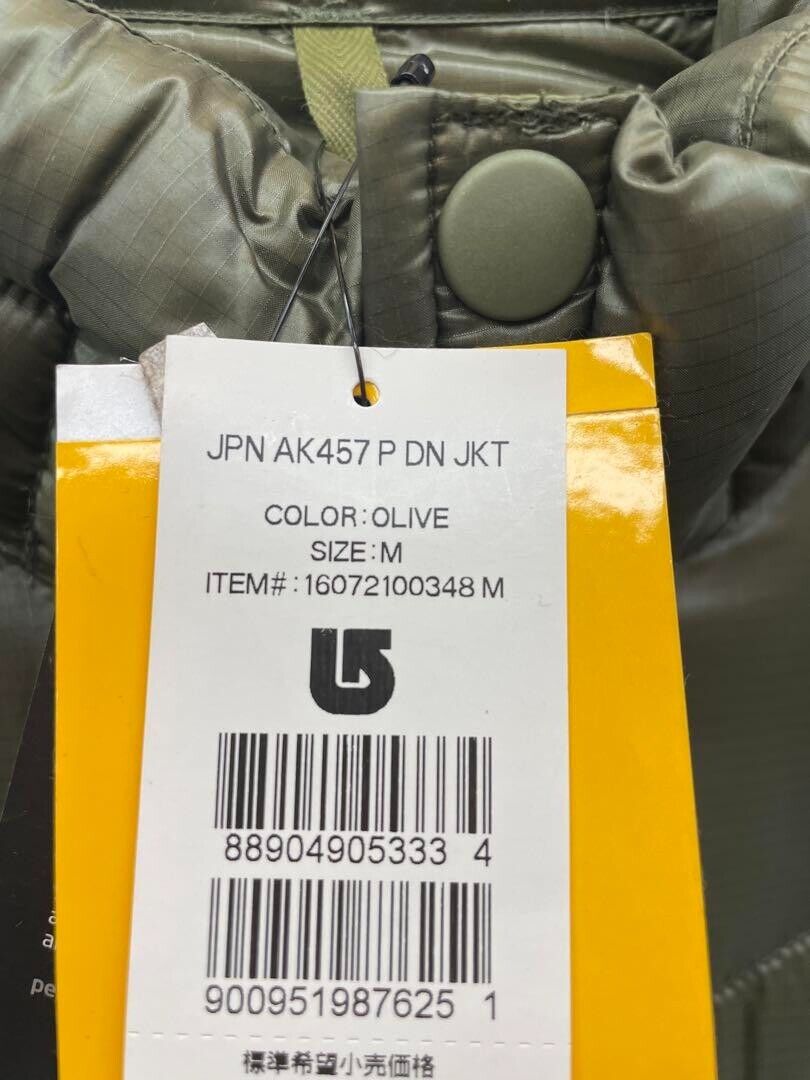 JPN AK457 P DN JKT
COLOR:OLIVE
SIZE:M
ITEM#:16072100348 M
88904905333 4
900951987625 1
標準希望小売価格